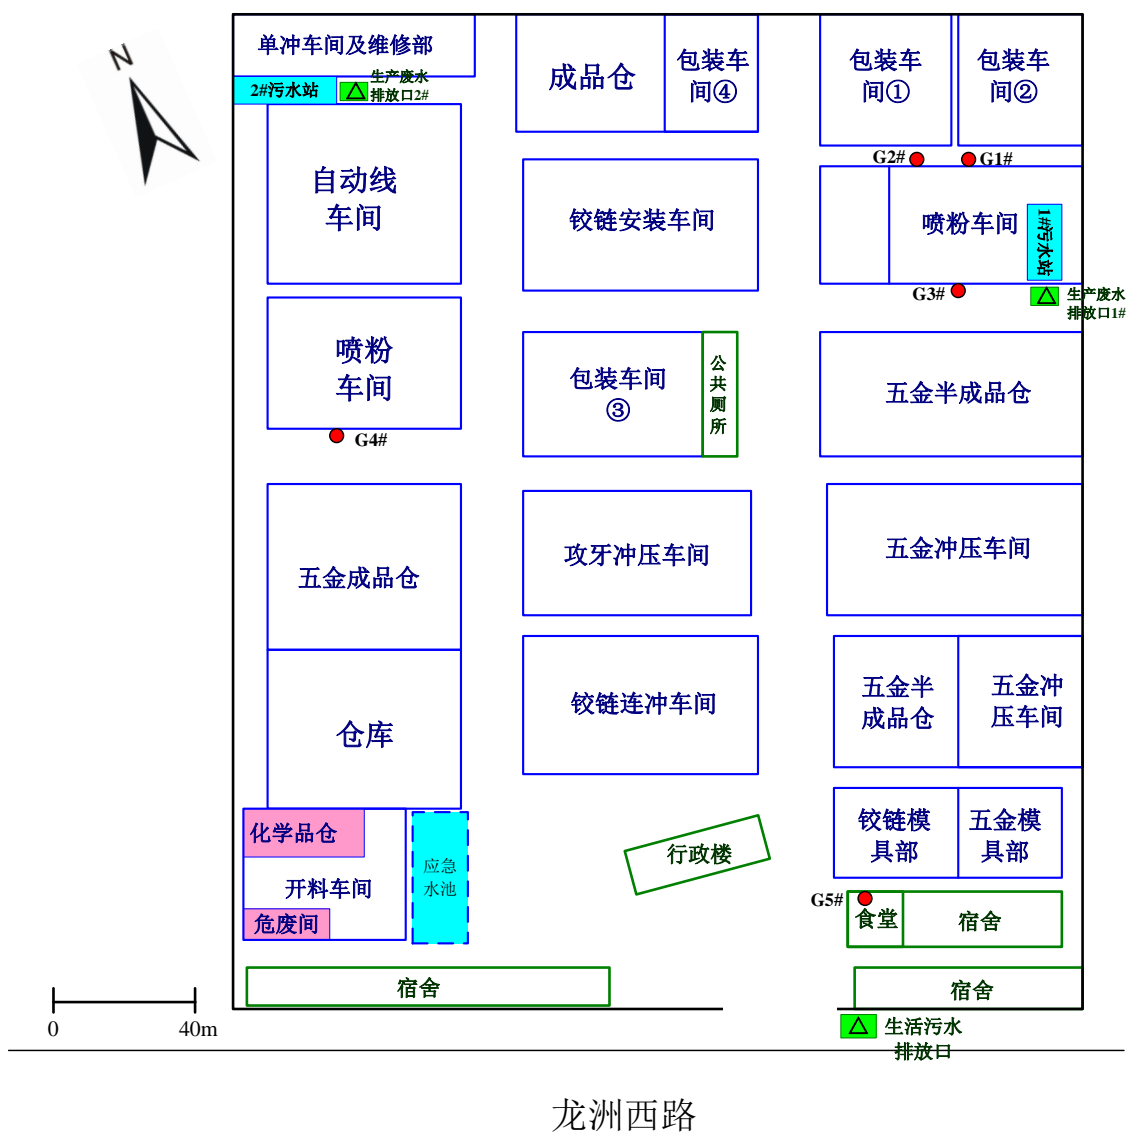 N
单冲车间及维修部
2#污水站
生产废水
排放口2#
成品仓
包装车
间④
包装车
间①
包装车
间②
G2#
G1#
自动线
车间
铰链安装车间
喷粉车间
1#污水站
G3#
生产废水
排放口1#
喷粉
车间
G4#
包装车间
③
公
共
厕
所
五金半成品仓
五金成品仓
攻牙冲压车间
五金冲压车间
仓库
铰链连冲车间
五金半
成品仓
五金冲
压车间
化学品仓
开料车间
危废间
应急
水池
行政楼
铰链模
具部
五金模
具部
G5#
食堂
宿舍
宿舍
宿舍
0
40m
生活污水
排放口
龙洲西路